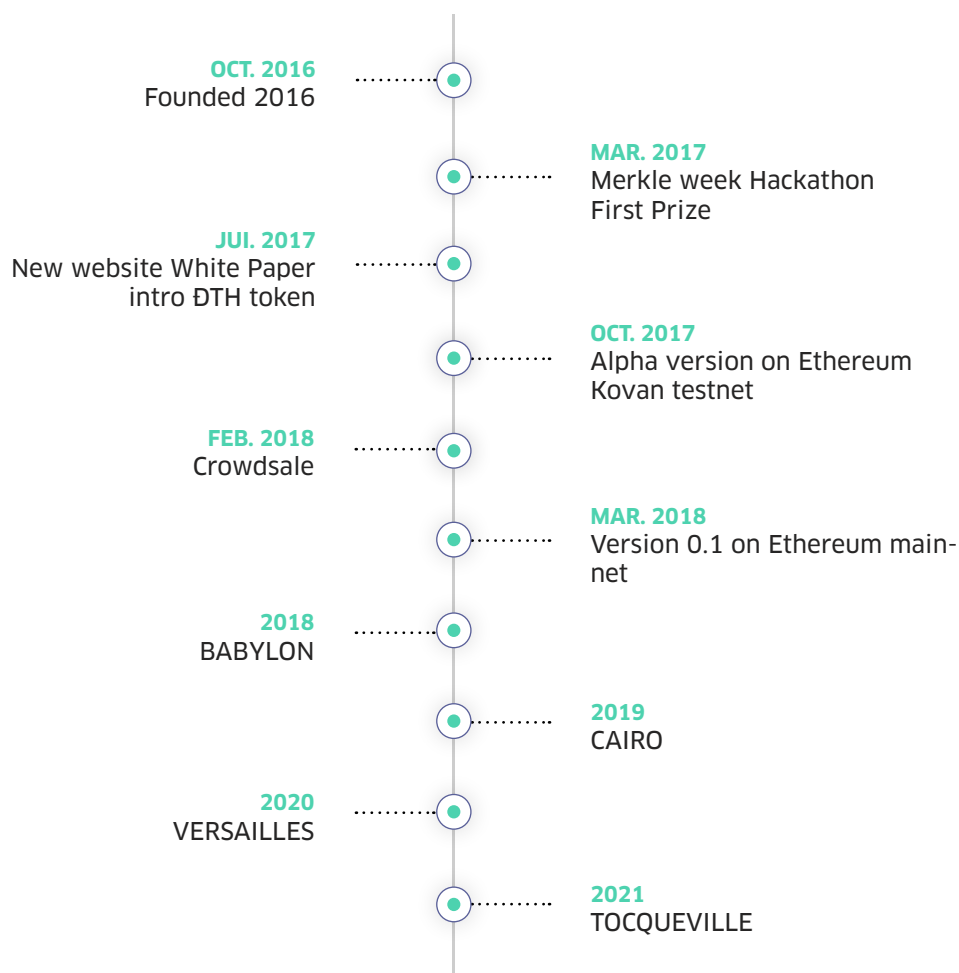 OCT. 2016
Founded 2016
MAR. 2017
Merkle week Hackathon
First Prize
JUI. 2017
New website White Paper
intro ĐTH token
OCT. 2017
Alpha version on Ethereum
Kovan testnet
FEB. 2018
Crowdsale
MAR. 2018
Version 0.1 on Ethereum main-
net
2018
BABYLON
2019
CAIRO
2020
VERSAILLES
2021
TOCQUEVILLE